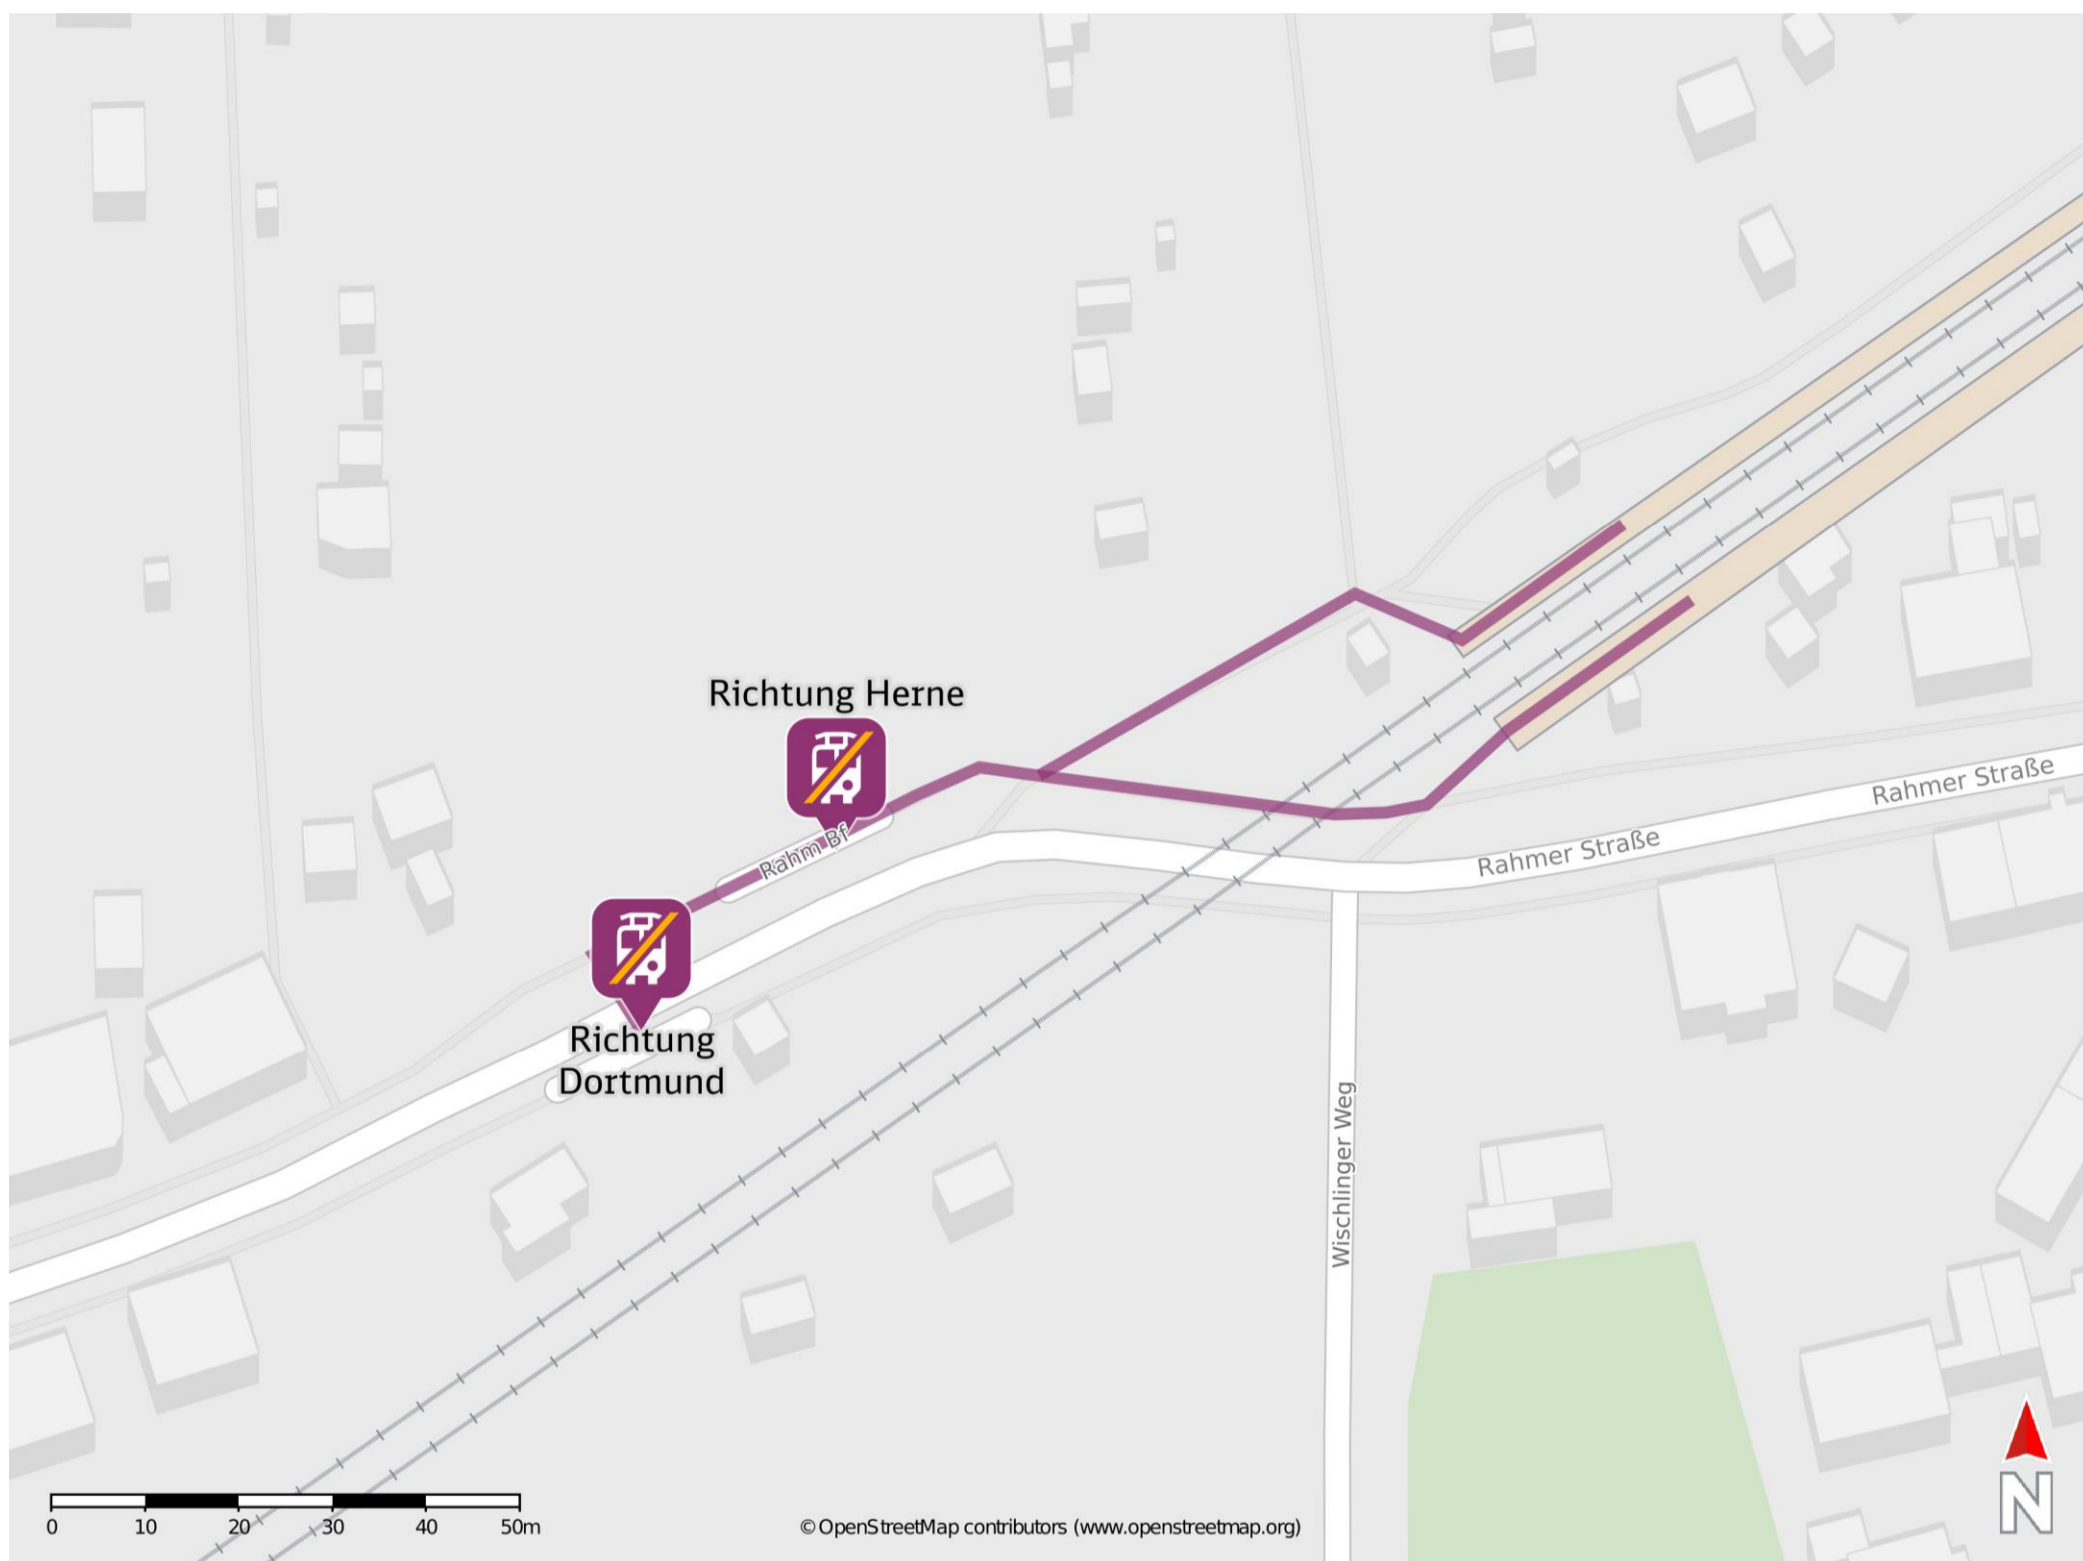 Richtung Herne
Rahm Bf
Rahmer Straße
Rahmer Straße
Richtung
Dortmund
Wischlinger Weg
0 10 20 30 40 50m
© OpenStreetMap contributors (www.openstreetmap.org)
N